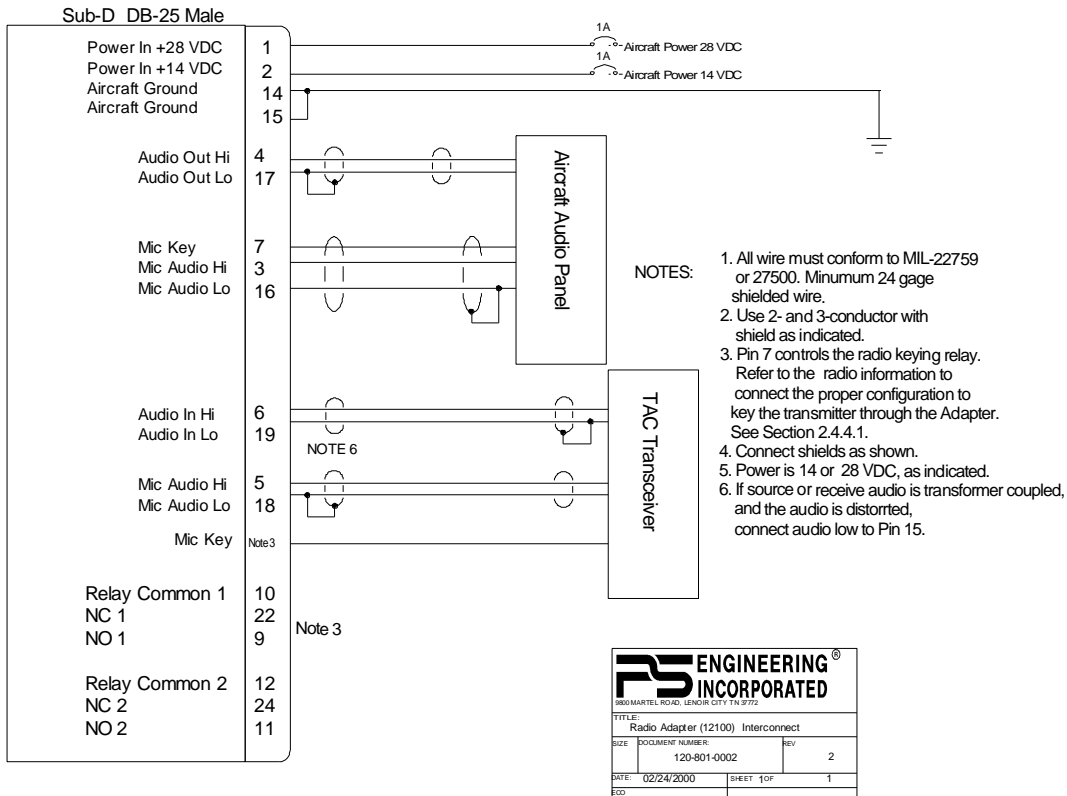 Sub-D DB-25 Male
Power In +28 VDC 1
Power In +14 VDC 2
Aircraft Ground 14
Aircraft Ground 15
1A
Aircraft Power 28 VDC
1A
Aircraft Power 14 VDC
Audio Out Hi 4
Audio Out Lo 17
Mic Key 7
Mic Audio Hi 3
Mic Audio Lo 16
Aircraft Audio Panel
Audio In Hi 6
Audio In Lo 19
NOTE 6
Mic Audio Hi 5
Mic Audio Lo 18
Mic Key Note 3
TAC Transceiver
Relay Common 1 10
NC 1 22
NO 1 9
Note 3
Relay Common 2 12
NC 2 24
NO 2 11
NOTES:
1. All wire must conform to MIL-22759
or 27500. Minumum 24 gage
shielded wire.
2. Use 2- and 3-conductor with
shield as indicated.
3. Pin 7 controls the radio keying relay.
Refer to the radio information to
connect the proper configuration to
key the transmitter through the Adapter.
See Section 2.4.4.1.
4. Connect shields as shown.
5. Power is 14 or 28 VDC, as indicated.
6. If source or receive audio is transformer coupled,
and the audio is distorrted,
connect audio low to Pin 15.
PS ENGINEERING ®
INCORPORATED
9800 MARTEL ROAD, LENOIR CITY TN 37772
TITLE:
Radio Adapter (12100) Interconnect
SIZE DOCUMENT NUMBER: REV
120-801-0002 2
DATE: 02/24/2000 SHEET 1 OF 1
ECO